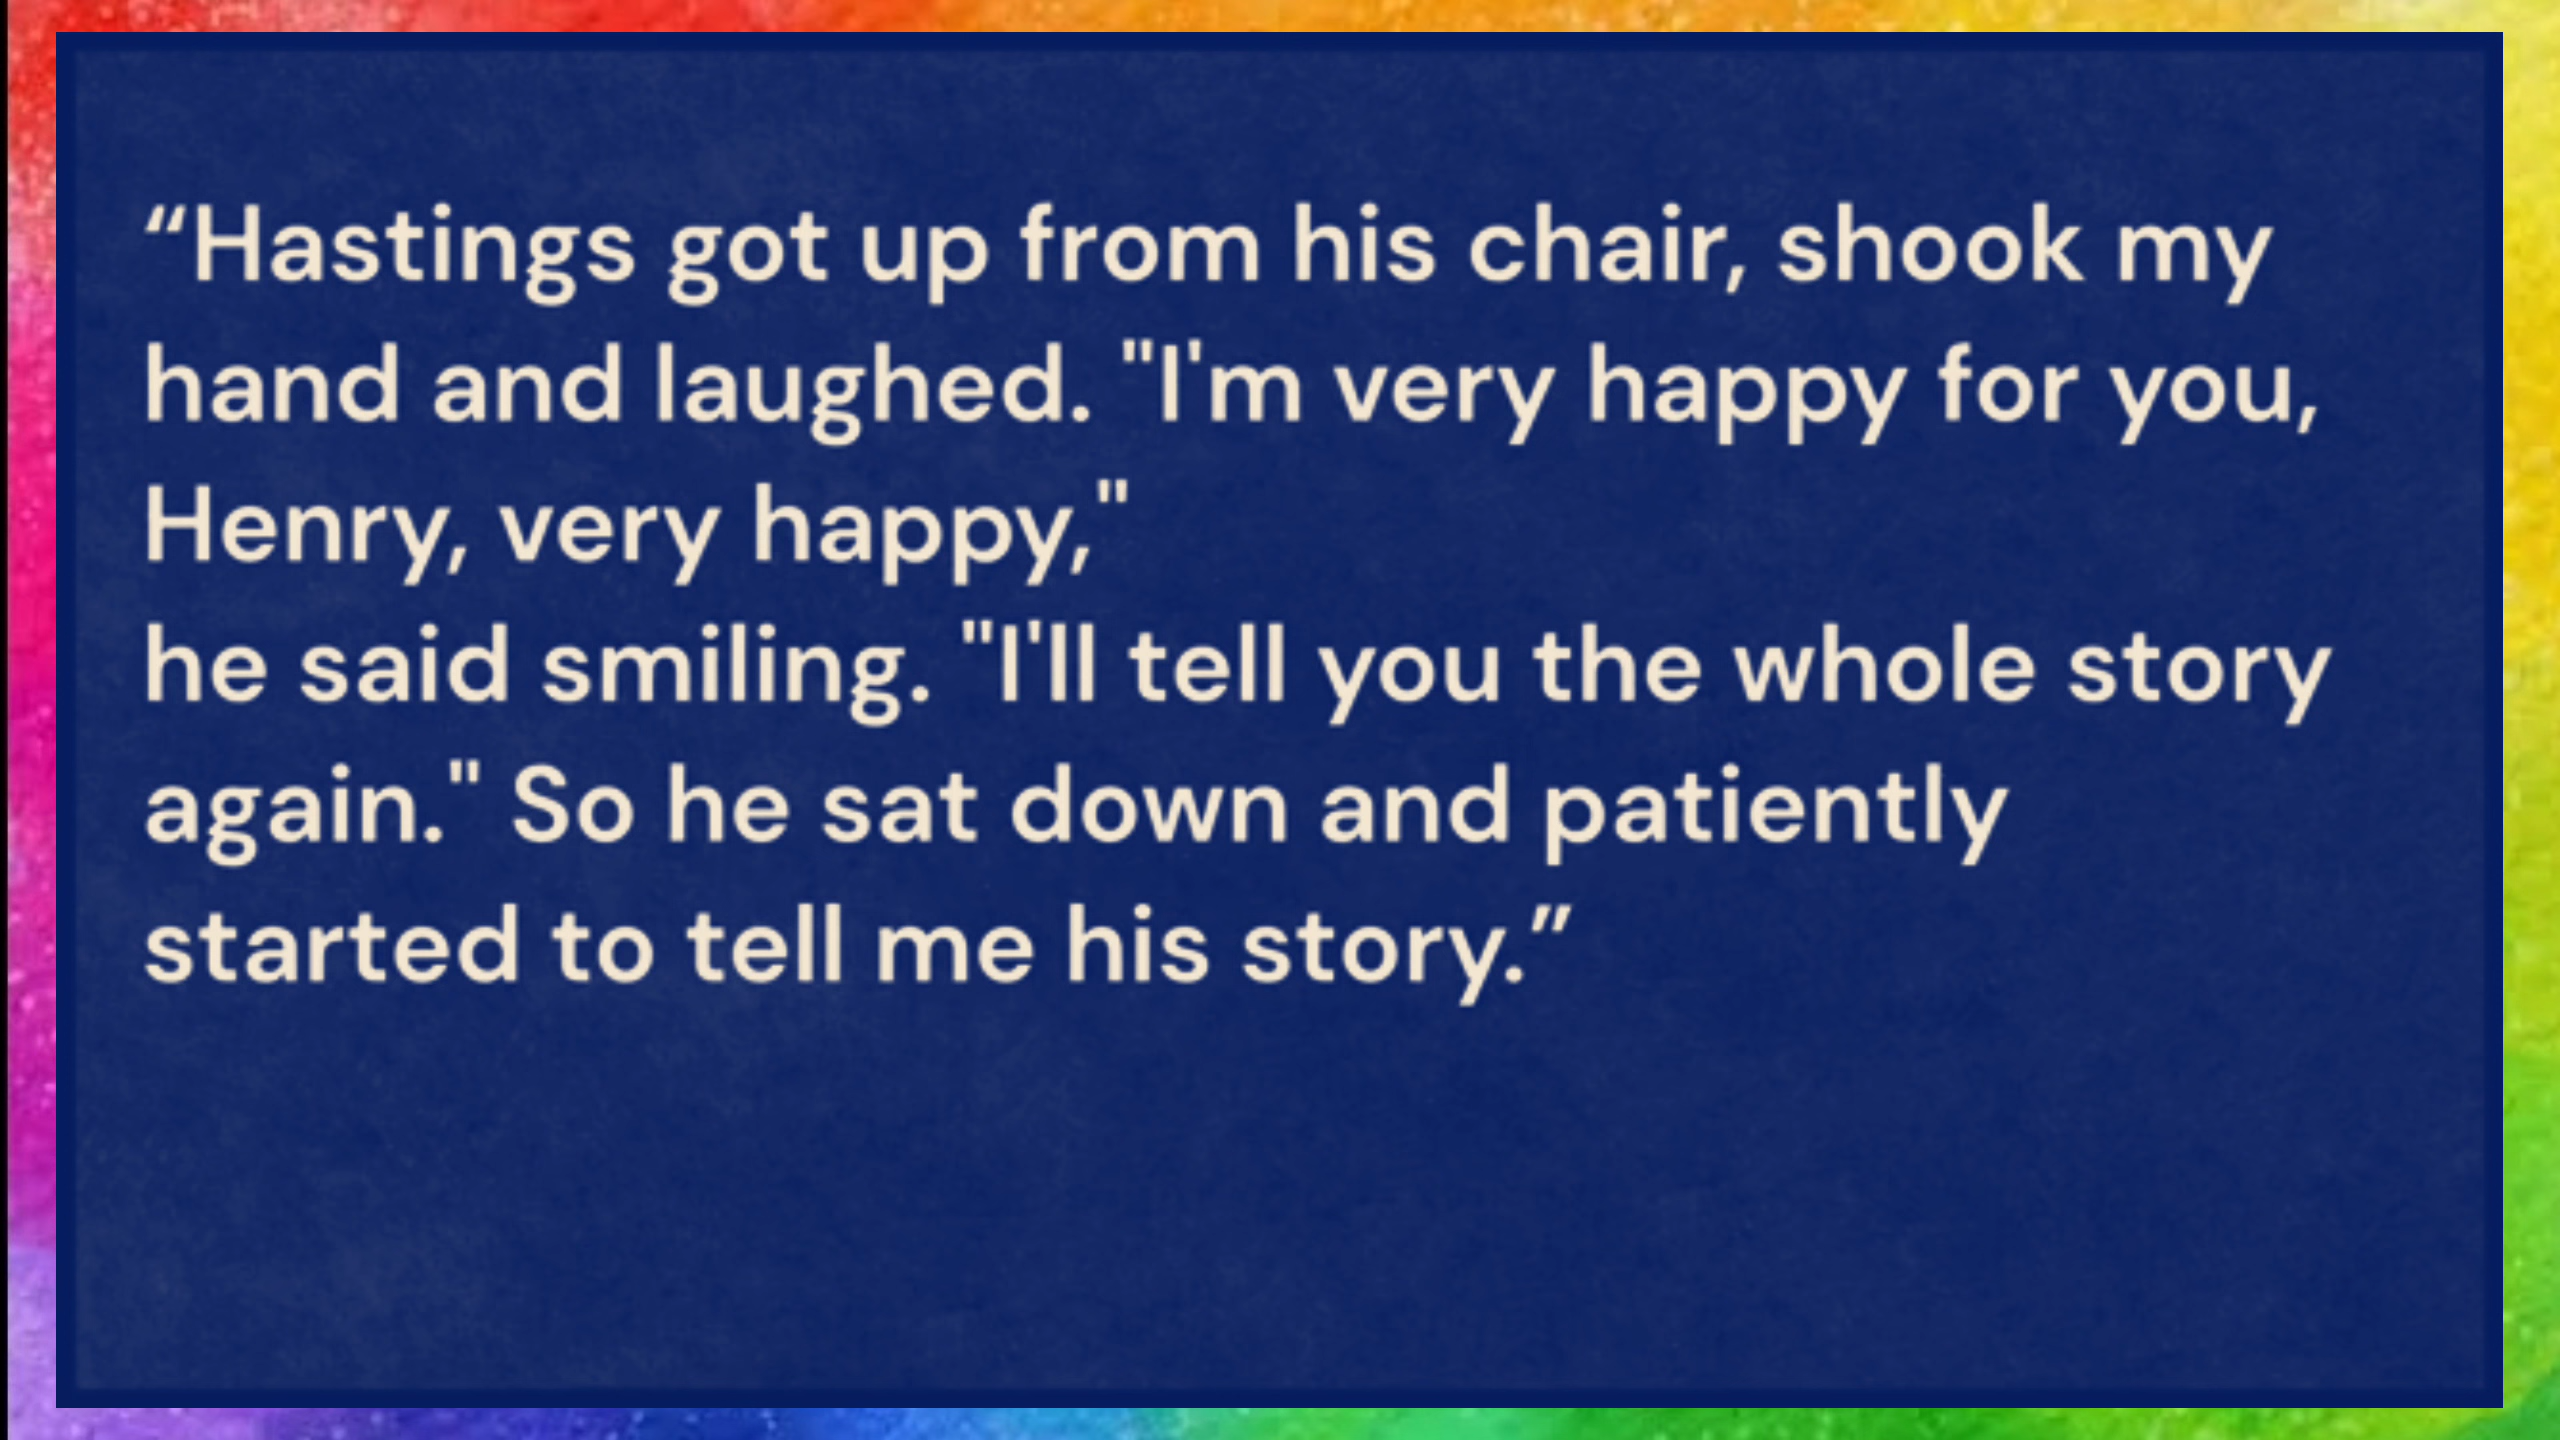 “Hastings got up from his chair, shook my
hand and laughed. "I'm very happy for you,
Henry, very happy,"
he said smiling. "I'll tell you the whole story
again." So he sat down and patiently
started to tell me his story.”